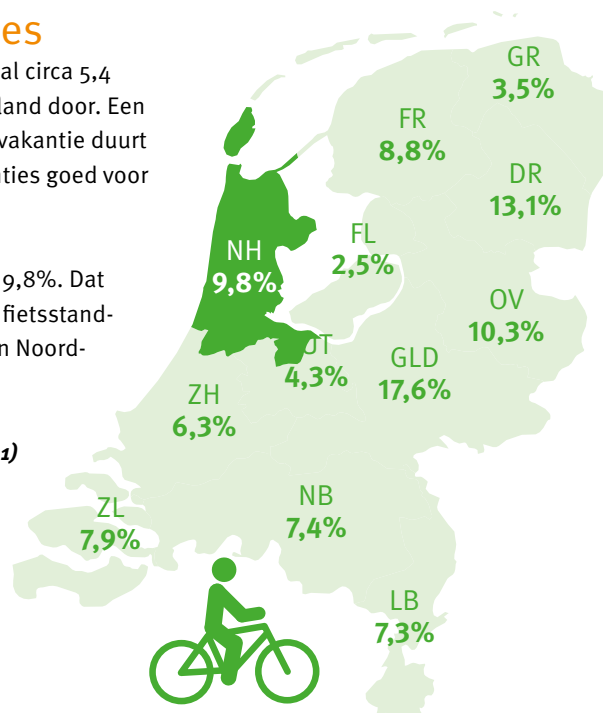 es
al circa 5,4
land door. Een
vakantie duurt
nties goed voor
9,8%. Dat
fietsstand-
n Noord-
1)
GR
3,5%
FR
8,8%
DR
13,1%
NH
9,8%
FL
2,5%
OV
10,3%
UT
4,3%
GLD
17,6%
ZH
6,3%
ZL
7,9%
NB
7,4%
LB
7,3%